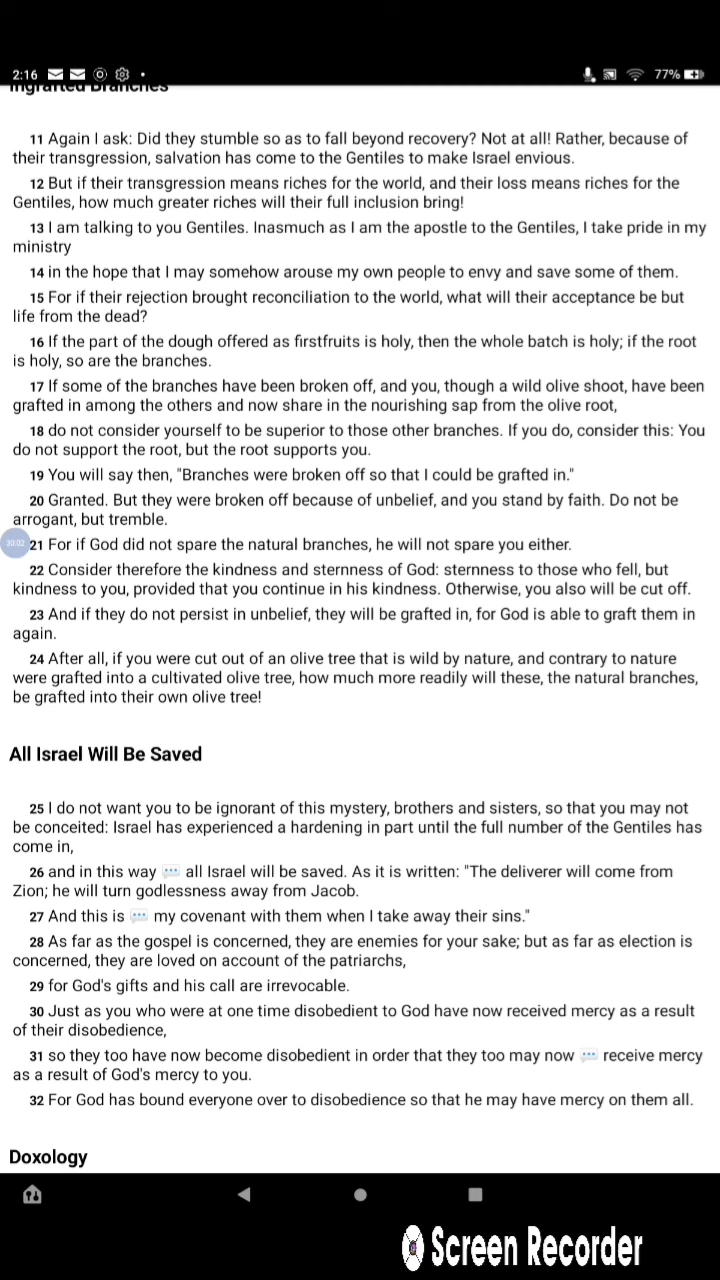 2:16
77%
Ingrafted Branches
11 Again I ask: Did they stumble so as to fall beyond recovery? Not at all! Rather, because of
their transgression, salvation has come to the Gentiles to make Israel envious.
12 But if their transgression means riches for the world, and their loss means riches for the
Gentiles, how much greater riches will their full inclusion bring!
13 I am talking to you Gentiles. Inasmuch as I am the apostle to the Gentiles, I take pride in my
ministry
14 in the hope that I may somehow arouse my own people to envy and save some of them.
15 For if their rejection brought reconciliation to the world, what will their acceptance be but
life from the dead?
16 If the part of the dough offered as firstfruits is holy, then the whole batch is holy; if the root
is holy, so are the branches.
17 If some of the branches have been broken off, and you, though a wild olive shoot, have been
grafted in among the others and now share in the nourishing sap from the olive root,
18 do not consider yourself to be superior to those other branches. If you do, consider this: You
do not support the root, but the root supports you.
19 You will say then, "Branches were broken off so that I could be grafted in."
20 Granted. But they were broken off because of unbelief, and you stand by faith. Do not be
arrogant, but tremble.
30:02
21 For if God did not spare the natural branches, he will not spare you either.
22 Consider therefore the kindness and sternness of God: sternness to those who fell, but
kindness to you, provided that you continue in his kindness. Otherwise, you also will be cut off.
23 And if they do not persist in unbelief, they will be grafted in, for God is able to graft them in
again.
24 After all, if you were cut out of an olive tree that is wild by nature, and contrary to nature
were grafted into a cultivated olive tree, how much more readily will these, the natural branches,
be grafted into their own olive tree!
All Israel Will Be Saved
25 I do not want you to be ignorant of this mystery, brothers and sisters, so that you may not
be conceited: Israel has experienced a hardening in part until the full number of the Gentiles has
come in,
26 and in this way all Israel will be saved. As it is written: "The deliverer will come from
Zion; he will turn godlessness away from Jacob.
27 And this is my covenant with them when I take away their sins."
28 As far as the gospel is concerned, they are enemies for your sake; but as far as election is
concerned, they are loved on account of the patriarchs,
29 for God's gifts and his call are irrevocable.
30 Just as you who were at one time disobedient to God have now received mercy as a result
of their disobedience,
31 so they too have now become disobedient in order that they too may now receive mercy
as a result of God's mercy to you.
32 For God has bound everyone over to disobedience so that he may have mercy on them all.
Doxology
Screen Recorder